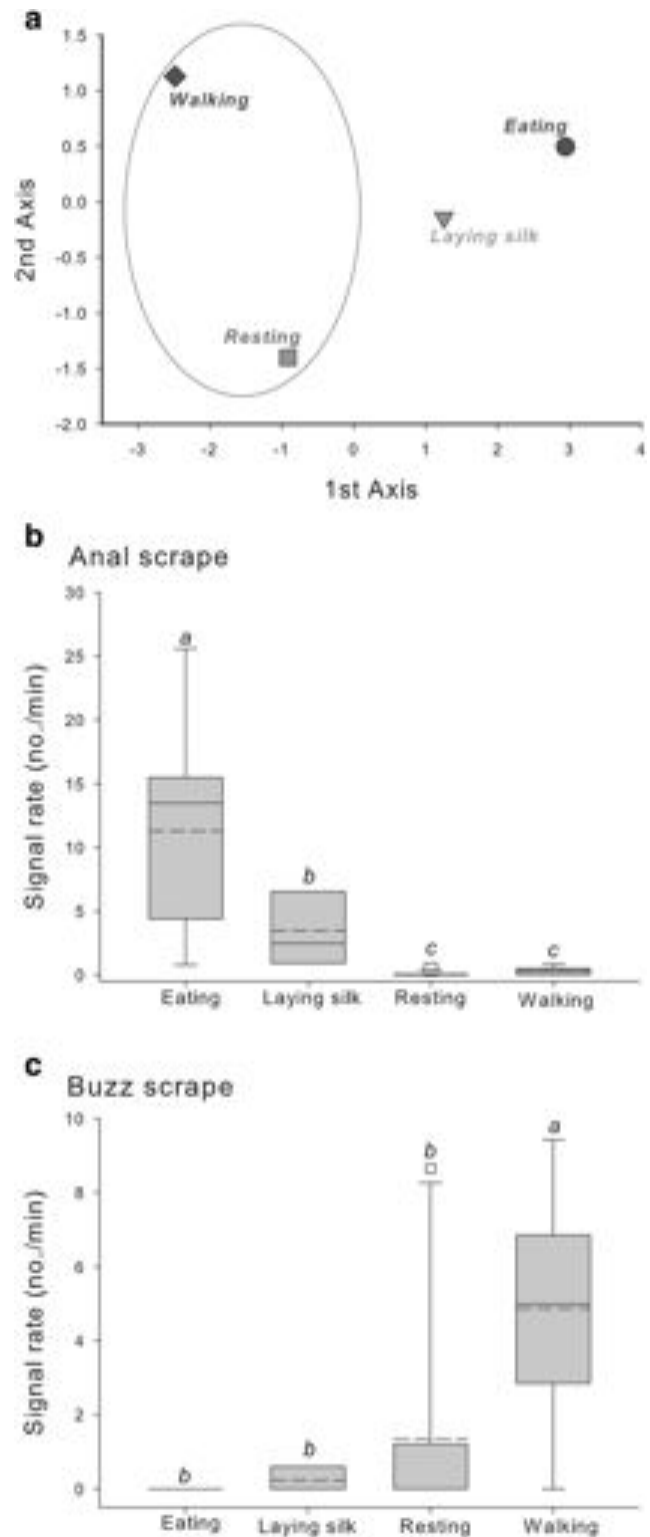 a
1.5
1.0
0.5
0.0
-0.5
-1.0
-1.5
-2.0
2nd Axis
Walking
Eating
Laying silk
Resting
-3 -2 -1 0 1 2 3 4
1st Axis
b Anal scrape
30
25
20
15
10
5
0
Signal rate (no./min)
a
b
c
c
Eating Laying silk Resting Walking
c Buzz scrape
10
8
6
4
2
0
Signal rate (no./min)
b
b
b
a
Eating Laying silk Resting Walking